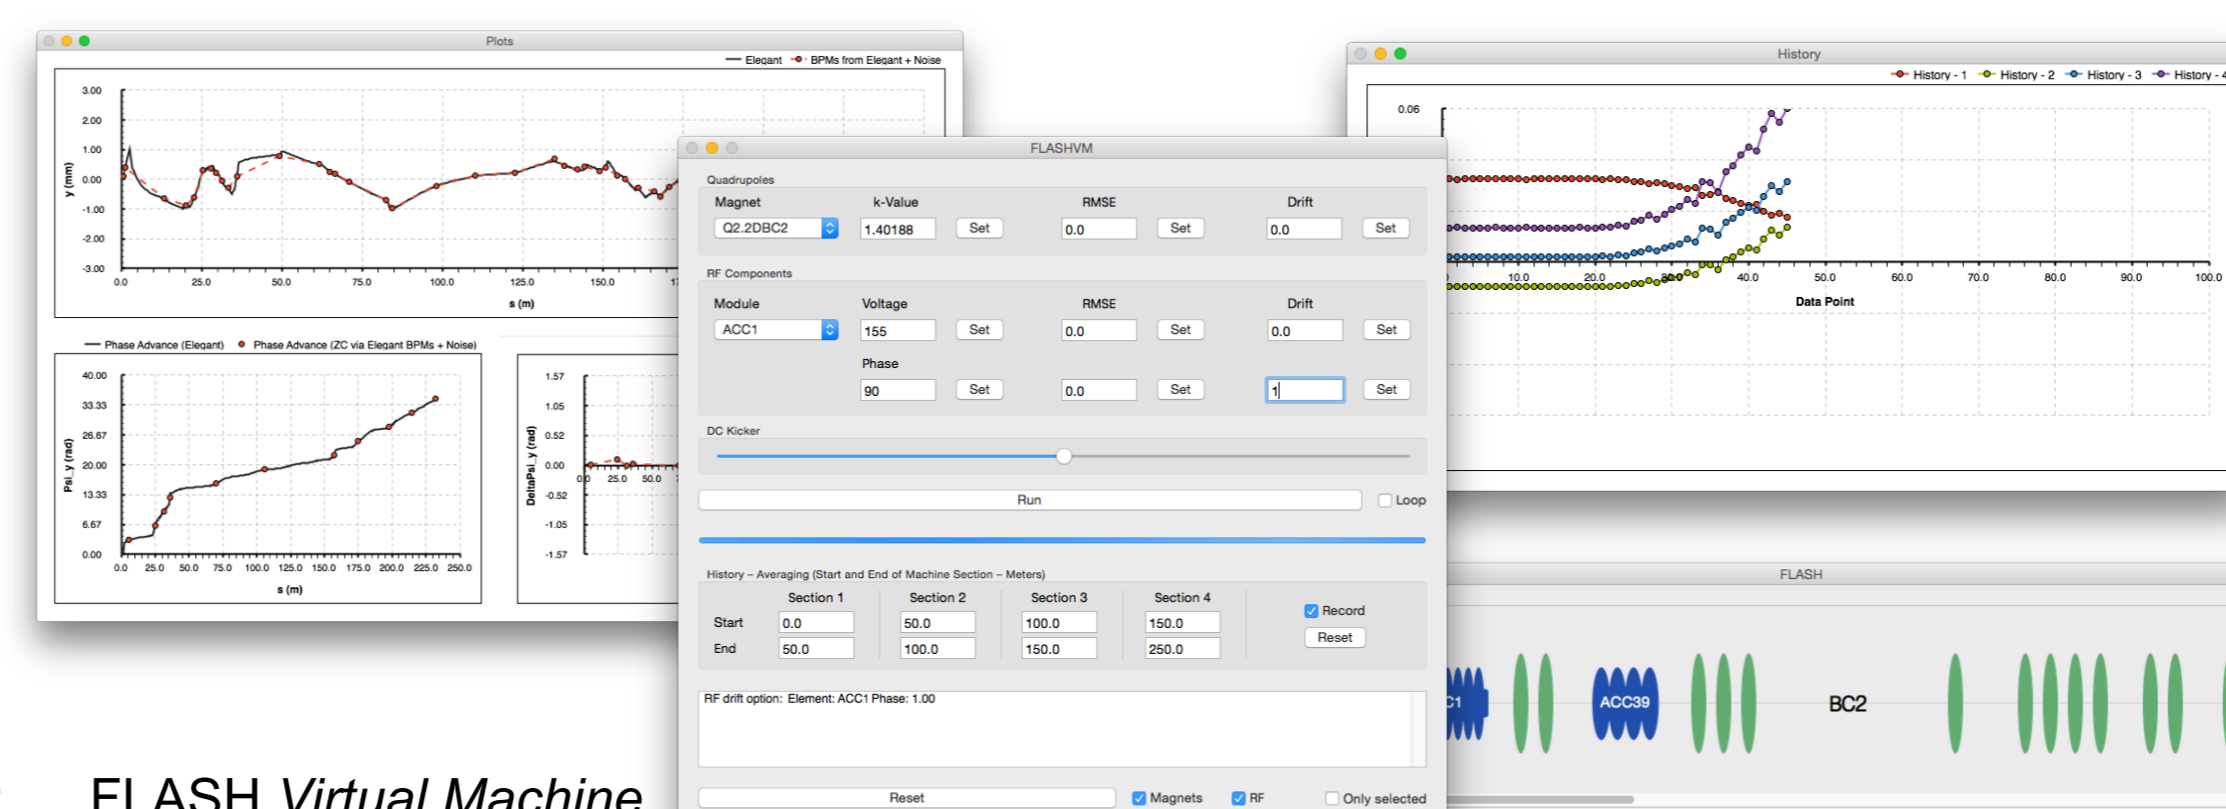 Plots
Elegant BPMs from Elegant + Noise
3.00
2.00
1.00
0.00
-1.00
-2.00
-3.00
y (mm)
0.0 25.0 50.0 75.0 100.0 125.0 150.0
s (m)
Phase Advance (Elegant) Phase Advance (ZC via Elegant BPMs + Noise)
40.00
33.33
26.67
20.00
13.33
6.67
0.00
Psi_y (rad)
0.0 25.0 50.0 75.0 100.0 125.0 150.0 175.0 200.0 225.0 250.0
s (m)
1.57
1.05
0.52
0.00
-0.52
-1.05
-1.57
DeltaPsi_y (rad)
25.0 50.0
FLASHVM
Quadrupoles
Magnet k-Value RMSE Drift
Q2.2DBC2 1.40188 Set 0.0 Set 0.0 Set
RF Components
Module Voltage RMSE Drift
ACC1 155 Set 0.0 Set 0.0 Set
Phase
90 Set 0.0 Set 1 Set
DC Kicker
Run Loop
History – Averaging (Start and End of Machine Section – Meters)
Section 1 Section 2 Section 3 Section 4
Start 0.0 50.0 100.0 150.0
End 50.0 100.0 150.0 250.0
Record
Reset
RF drift option: Element: ACC1 Phase: 1.00
Reset Magnets RF Only selected
History
History - 1 History - 2 History - 3 History - 4
0.06
10.0 20.0 30.0 40.0 50.0 60.0 70.0 80.0 90.0 100.0
Data Point
FLASH
C1 ACC39 BC2
FLASH Virtual Machine